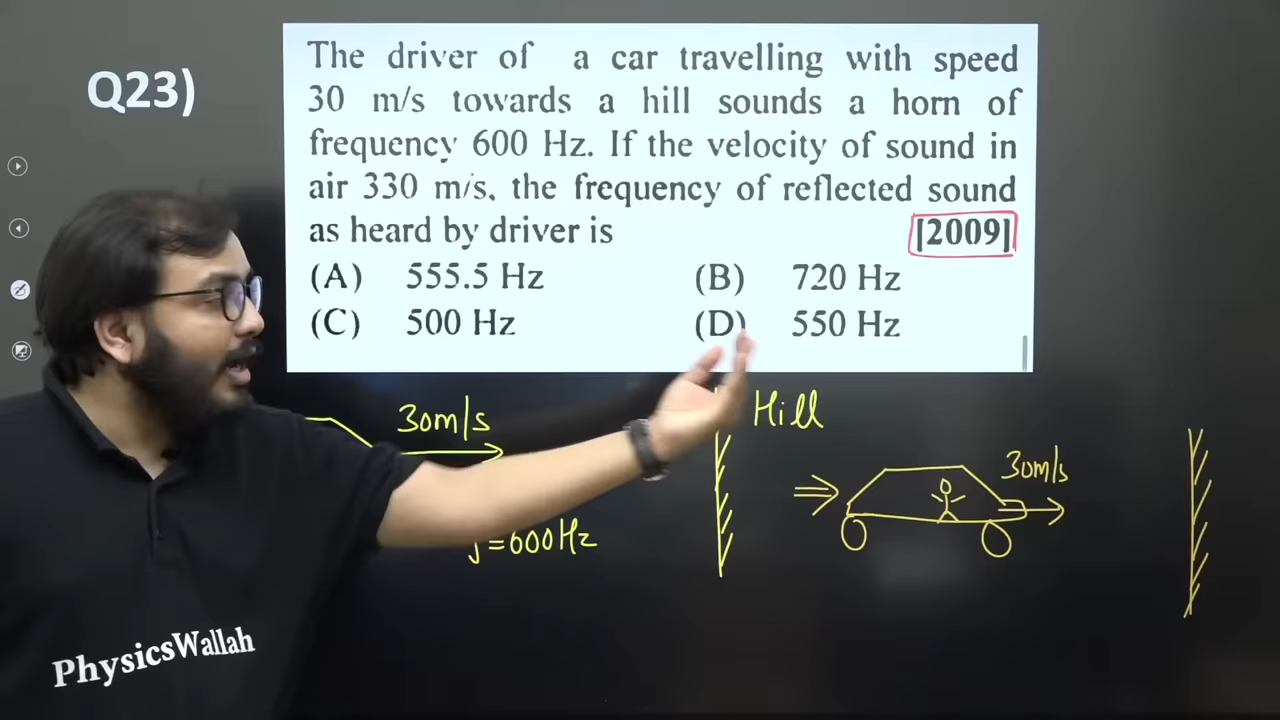 Q23)
The driver of a car travelling with speed
30 m/s towards a hill sounds a horn of
frequency 600 Hz. If the velocity of sound in
air 330 m/s, the frequency of reflected sound
as heard by driver is [2009]
(A) 555.5 Hz (B) 720 Hz
(C) 500 Hz (D) 550 Hz
30m/s
Hill
30m/s
f=600Hz
PhysicsWallah